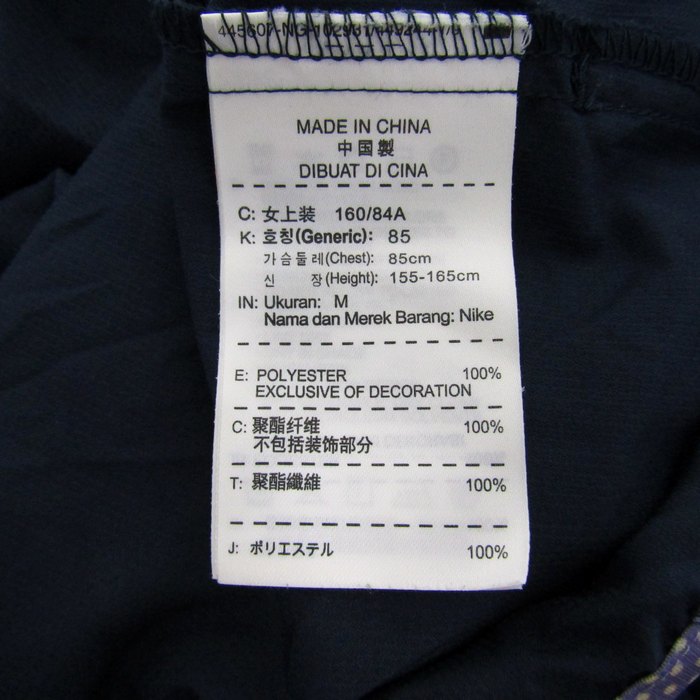 MADE IN CHINA
中国製
DIBUAT DI CINA
C: 女上装 160/84A
K: 호칭(Generic): 85
가슴둘레(Chest): 85cm
신 장(Height): 155-165cm
IN: Ukuran: M
Nama dan Merek Barang: Nike
E: POLYESTER 100%
EXCLUSIVE OF DECORATION
C: 聚酯纤维 100%
不包括装饰部分
T: 聚酯纖維 100%
J: ポリエステル 100%